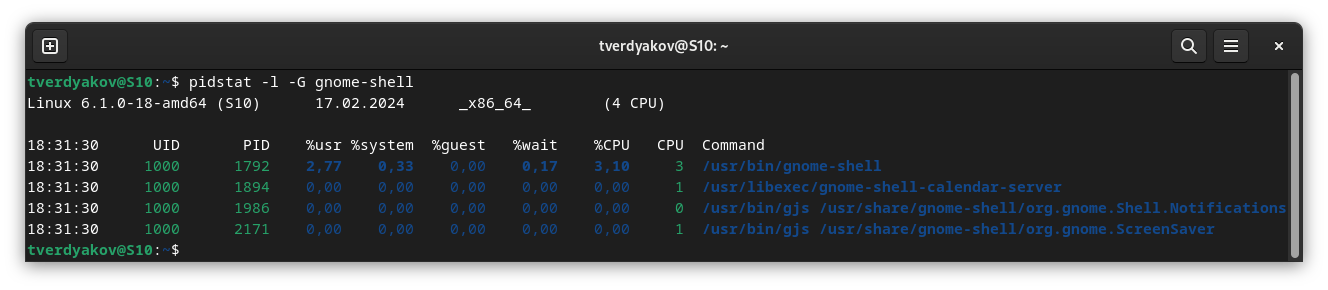 tverdyakov@S10: ~
tverdyakov@S10:~$ pidstat -l -G gnome-shell
Linux 6.1.0-18-amd64 (S10)      17.02.2024      _x86_64_        (4 CPU)
18:31:30      UID       PID    %usr %system  %guest   %wait    %CPU   CPU  Command
18:31:30     1000      1792    2,77    0,33    0,00    0,17    3,10     3  /usr/bin/gnome-shell
18:31:30     1000      1894    0,00    0,00    0,00    0,00    0,00     1  /usr/libexec/gnome-shell-calendar-server
18:31:30     1000      1986    0,00    0,00    0,00    0,00    0,00     0  /usr/bin/gjs /usr/share/gnome-shell/org.gnome.Shell.Notifications
18:31:30     1000      2171    0,00    0,00    0,00    0,00    0,00     1  /usr/bin/gjs /usr/share/gnome-shell/org.gnome.ScreenSaver
tverdyakov@S10:~$